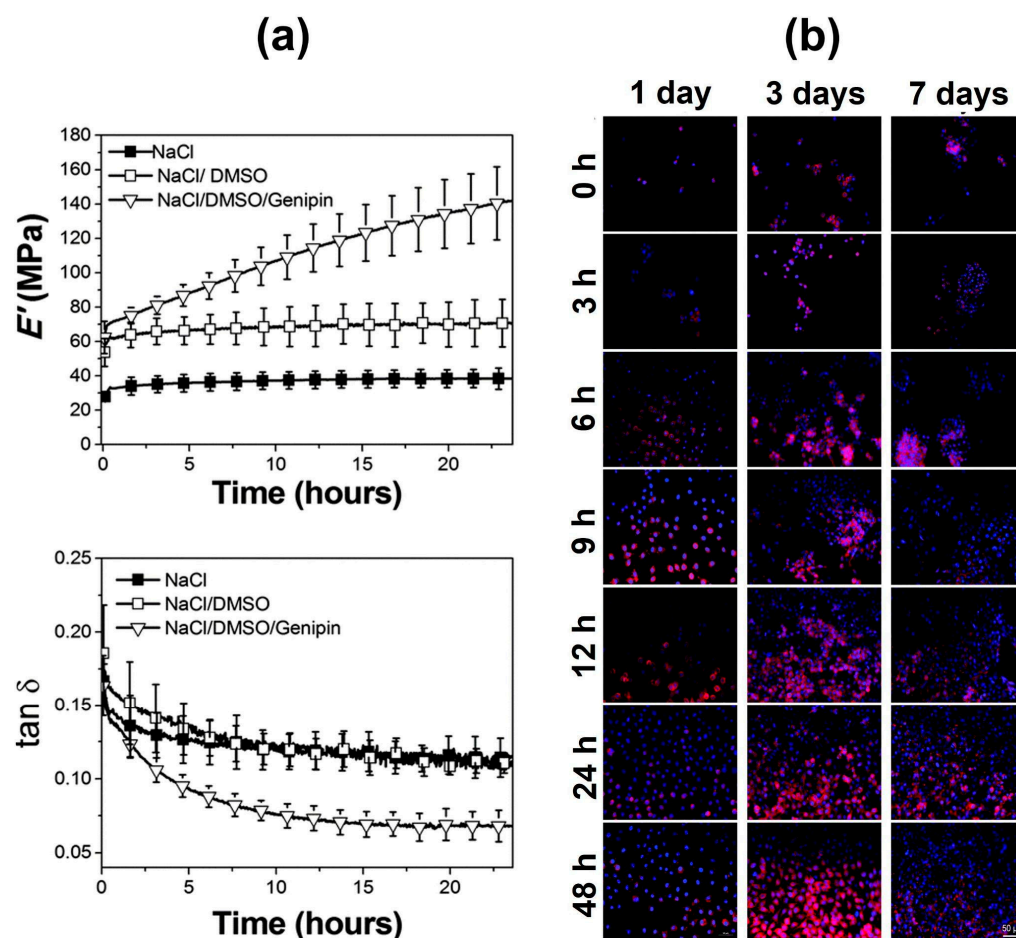 (a)
180
160
140
120
100
80
60
40
20
0
E' (MPa)
NaCl
NaCl/ DMSO
NaCl/DMSO/Genipin
0 5 10 15 20
Time (hours)
0.25
0.20
0.15
0.10
0.05
tan δ
NaCl
NaCl/DMSO
NaCl/DMSO/Genipin
0 5 10 15 20
Time (hours)
(b)
1 day 3 days 7 days
0 h
3 h
6 h
9 h
12 h
24 h
48 h
50 µ